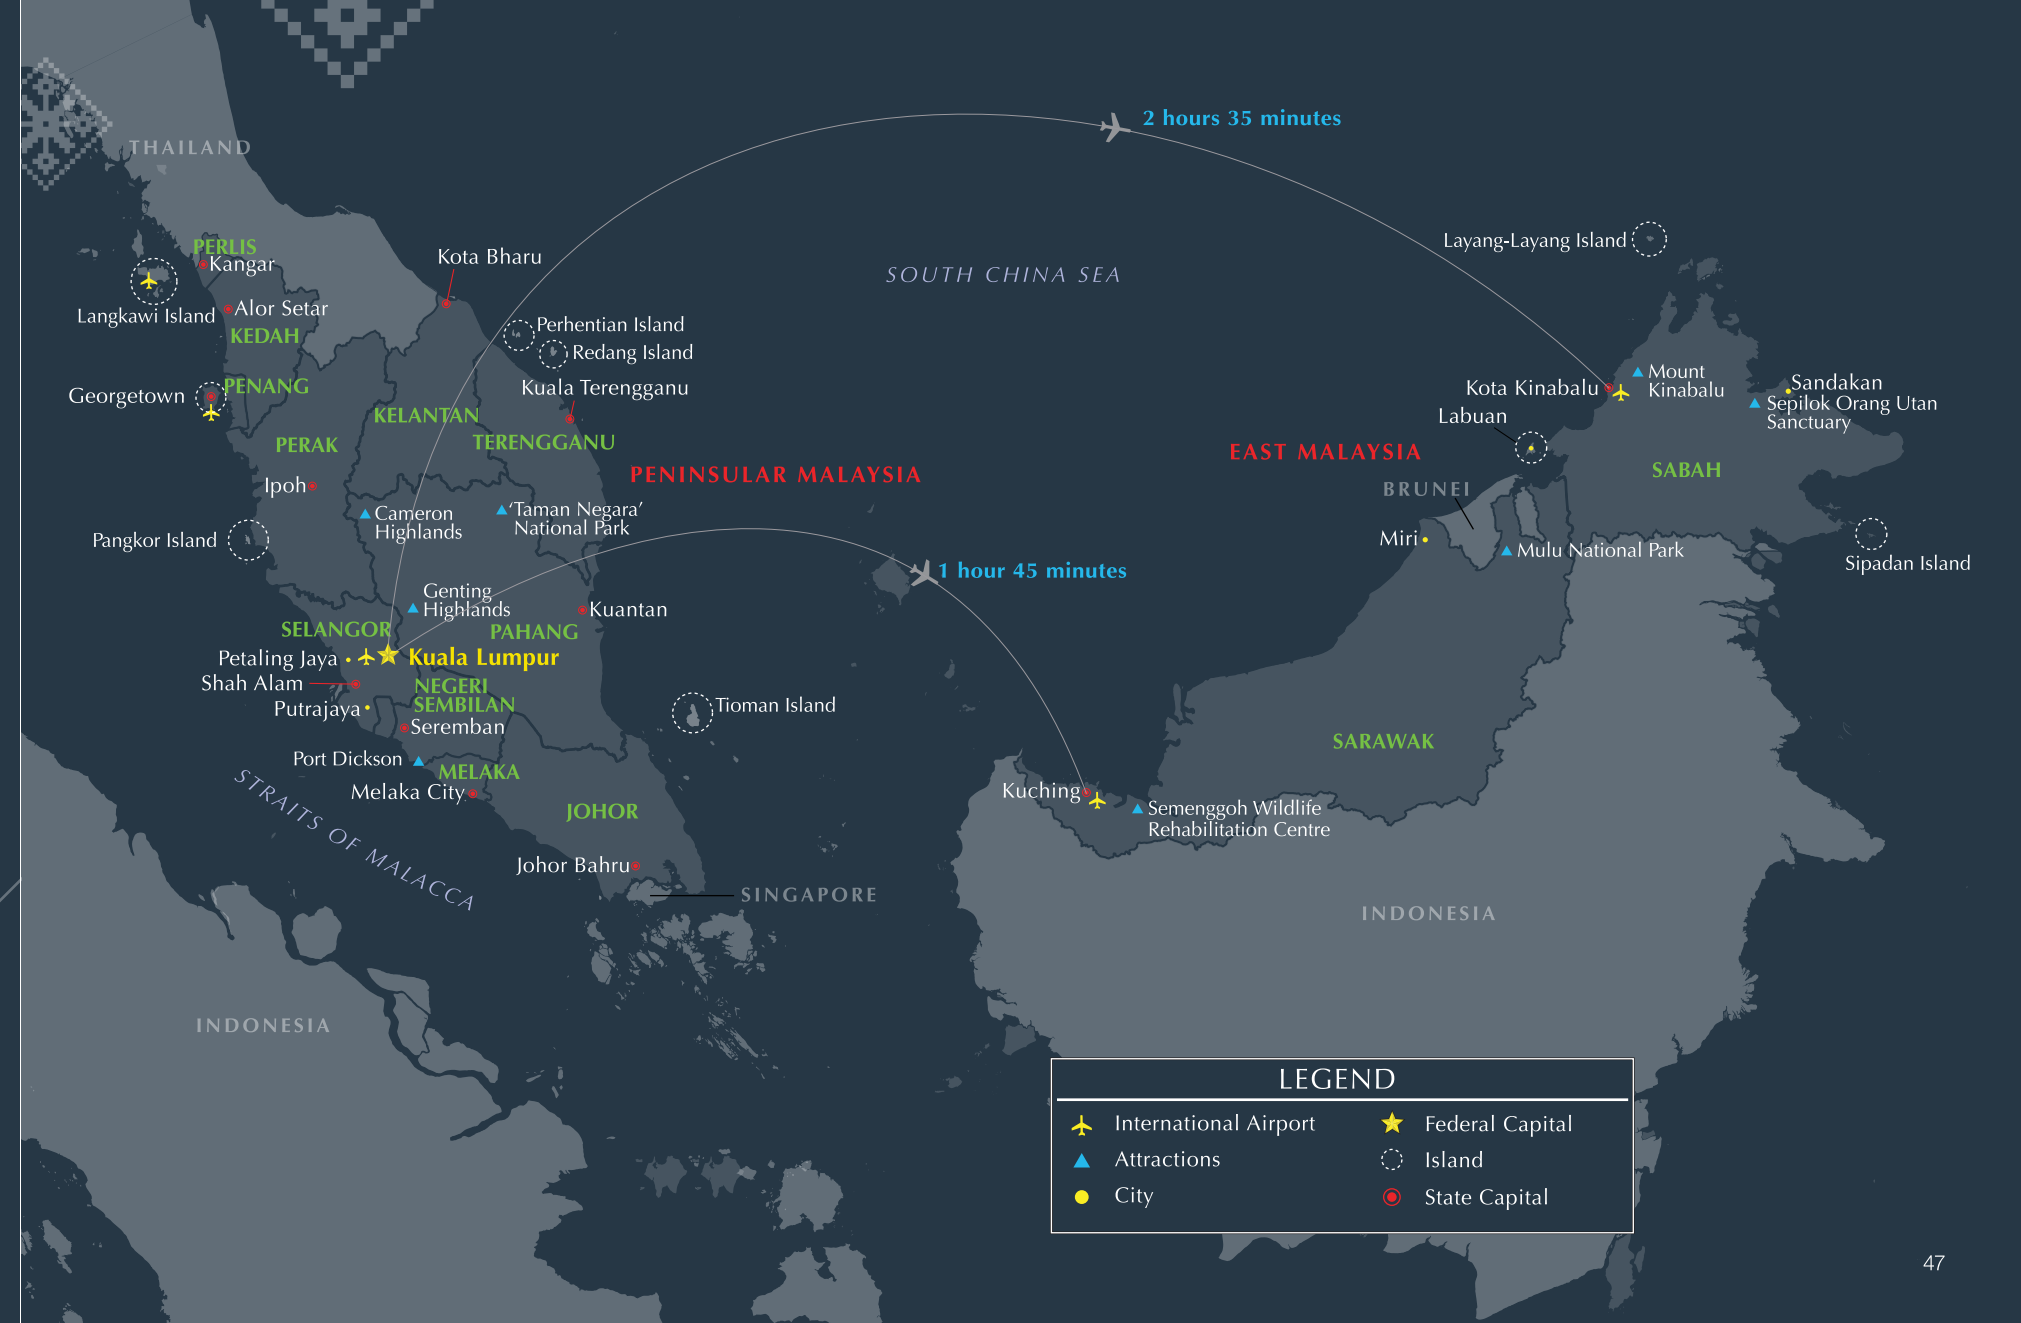 2 hours 35 minutes
THAILAND
PERLIS
Kangar
Kota Bharu
SOUTH CHINA SEA
Layang-Layang Island
Langkawi Island
Alor Setar
KEDAH
Perhentian Island
Redang Island
Georgetown
PENANG
Kuala Terengganu
KELANTAN
TERENGGANU
PERAK
Kota Kinabalu
Mount
Kinabalu
Sandakan
Sepilok Orang Utan
Sanctuary
Labuan
EAST MALAYSIA
SABAH
PENINSULAR MALAYSIA
BRUNEI
Ipoh
Cameron
Highlands
‘Taman Negara’
National Park
Pangkor Island
Miri
Mulu National Park
Sipadan Island
1 hour 45 minutes
Genting
Highlands
Kuantan
SELANGOR
PAHANG
Petaling Jaya
Kuala Lumpur
Shah Alam
NEGERI
SEMBILAN
Putrajaya
Seremban
Tioman Island
Port Dickson
MELAKA
Melaka City
STRAITS OF MALACCA
JOHOR
Johor Bahru
SINGAPORE
SARAWAK
Kuching
Semenggoh Wildlife
Rehabilitation Centre
INDONESIA
INDONESIA
LEGEND
International Airport
Federal Capital
Attractions
Island
City
State Capital
47